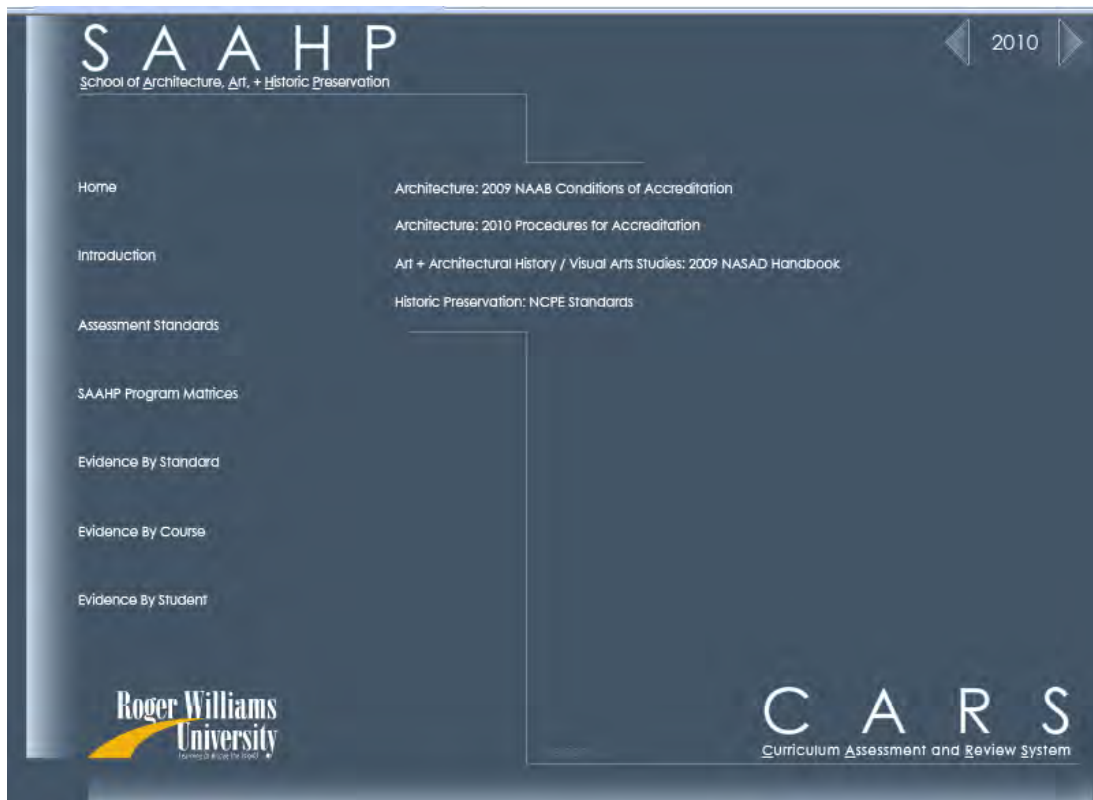 SAAHP
School of Architecture, Art, + Historic Preservation
2010
Home
Introduction
Assessment Standards
SAAHP Program Matrices
Evidence By Standard
Evidence By Course
Evidence By Student
Architecture: 2009 NAAB Conditions of Accreditation
Architecture: 2010 Procedures for Accreditation
Art + Architectural History / Visual Arts Studies: 2009 NASAD Handbook
Historic Preservation: NCPE Standards
Roger Williams
University
CARS
Curriculum Assessment and Review System